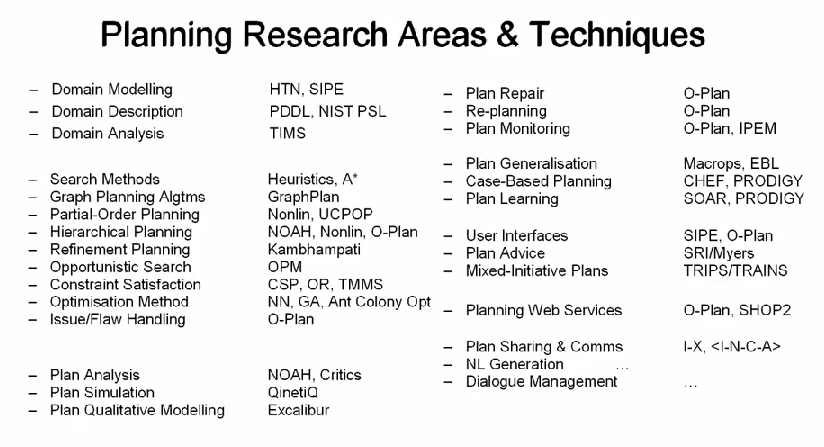 Planning Research Areas & Techniques
– Domain Modelling HTN, SIPE
– Domain Description PDDL, NIST PSL
– Domain Analysis TIMS
– Search Methods Heuristics, A*
– Graph Planning Algtms GraphPlan
– Partial-Order Planning Nonlin, UCPOP
– Hierarchical Planning NOAH, Nonlin, O-Plan
– Refinement Planning Kambhampati
– Opportunistic Search OPM
– Constraint Satisfaction CSP, OR, TMMS
– Optimisation Method NN, GA, Ant Colony Opt
– Issue/Flaw Handling O-Plan
– Plan Analysis NOAH, Critics
– Plan Simulation QinetiQ
– Plan Qualitative Modelling Excalibur
– Plan Repair O-Plan
– Re-planning O-Plan
– Plan Monitoring O-Plan, IPEM
– Plan Generalisation Macrops, EBL
– Case-Based Planning CHEF, PRODIGY
– Plan Learning SOAR, PRODIGY
– User Interfaces SIPE, O-Plan
– Plan Advice SRI/Myers
– Mixed-Initiative Plans TRIPS/TRAINS
– Planning Web Services O-Plan, SHOP2
– Plan Sharing & Comms I-X, <I-N-C-A>
– NL Generation ...
– Dialogue Management ...